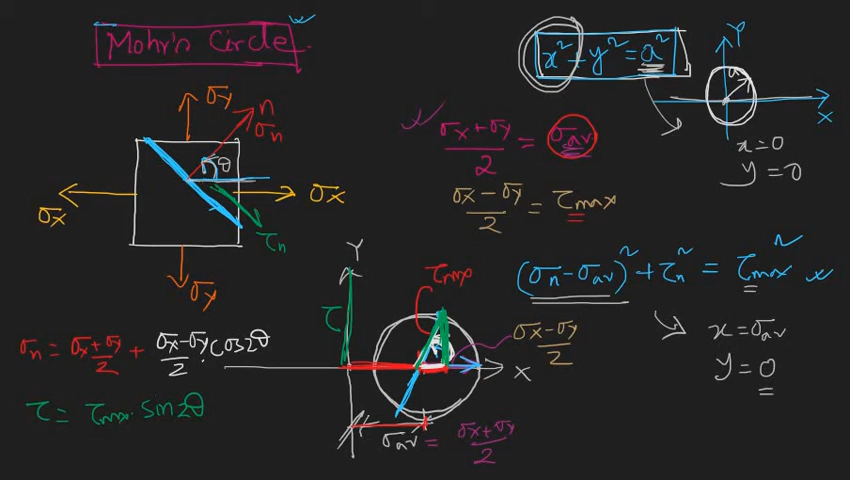 Mohr's Circle
x² + y² = a²
Y
a
X
x=0
y=0
σy
n
σn
θ
σx
σx
τn
σy
σx+σy/2 = σav
σx−σy/2 = τmax
(σn−σav)² + τn² = τmax²
x=σav
y=0
Y
τmax
τ
σx−σy/2
X
σav = σx+σy/2
σn = σx+σy/2 + σx−σy/2 . cos2θ
τ = τmax. sin2θ